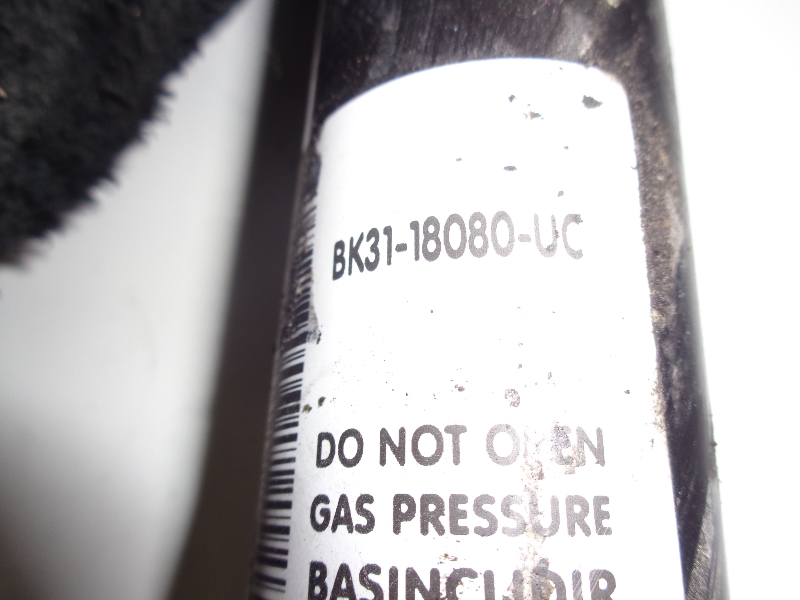 BK31-18080-UC
DO NOT OPEN
GAS PRESSURE
BASINCLIDIR